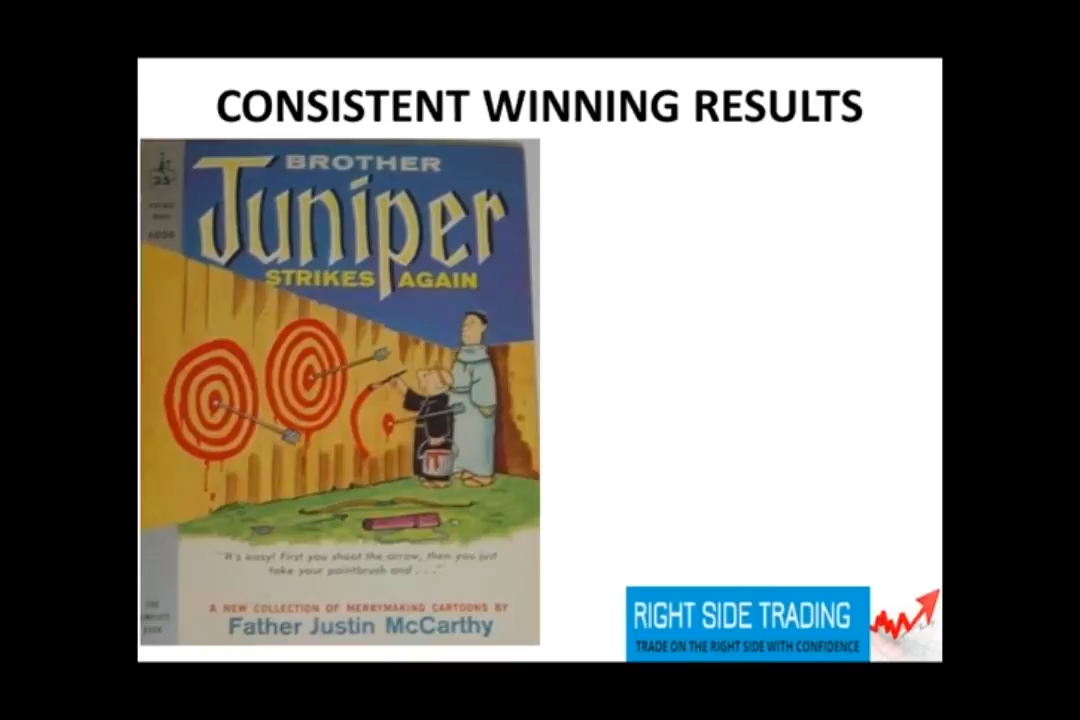 CONSISTENT WINNING RESULTS
25¢
BROTHER
Juniper
STRIKES AGAIN
"It's easy! First you shoot the arrow, then you just
take your paintbrush and . . ."
A NEW COLLECTION OF MERRYMAKING CARTOONS BY
Father Justin McCarthy
RIGHT SIDE TRADING
TRADE ON THE RIGHT SIDE WITH CONFIDENCE